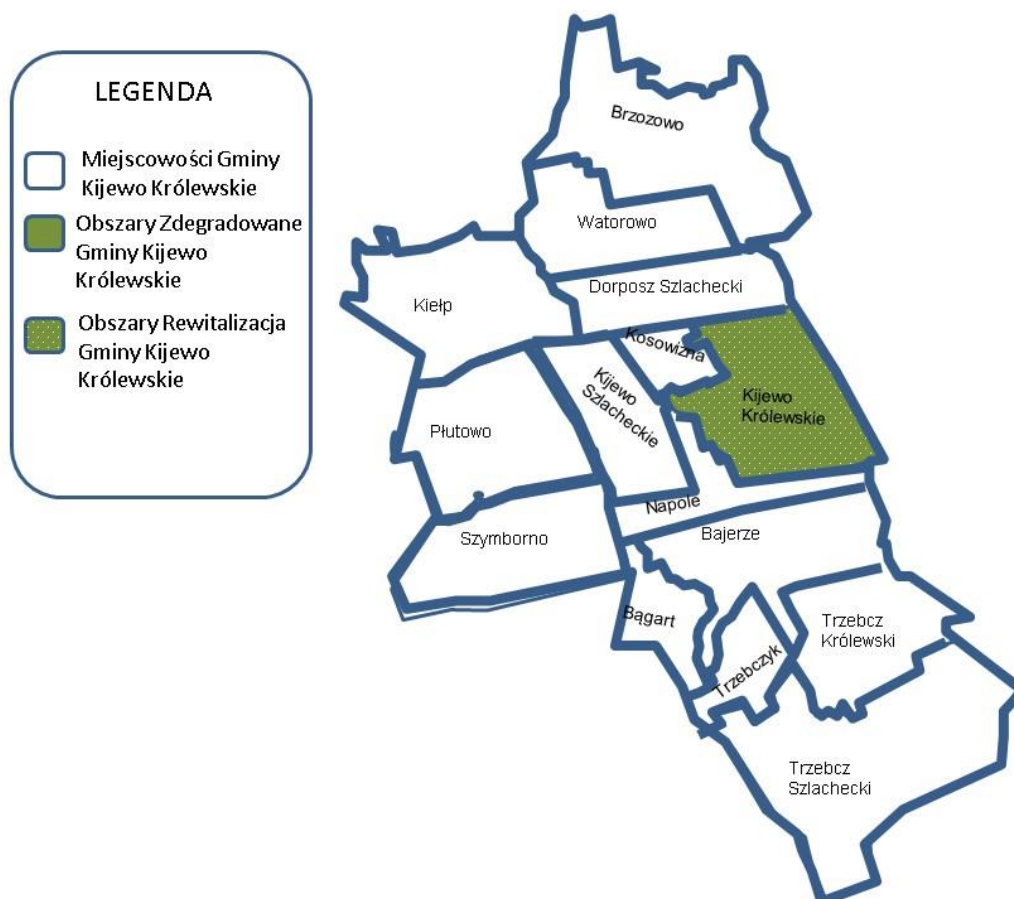 LEGENDA
Miejscowości Gminy
Kijewo Królewskie
Obszary Zdegradowane
Gminy Kijewo
Królewskie
Obszary Rewitalizacja
Gminy Kijewo
Królewskie
Brzozowo
Watorowo
Dorposz Szlachecki
Kiełp
Kosowizna
Kijewo
Szlacheckie
Kijewo
Królewskie
Płutowo
Napole
Szymborno
Bajerze
Bągart
Trzebcz
Królewski
Trzebczyk
Trzebcz
Szlachecki